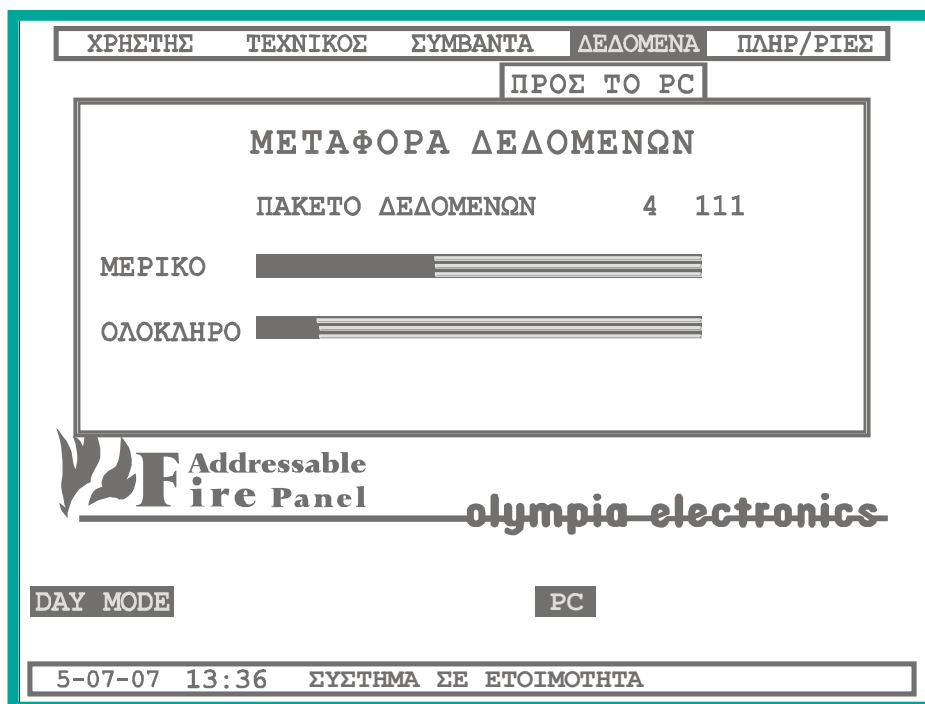 ΧΡΗΣΤΗΣ ΤΕΧΝΙΚΟΣ ΣΥΜΒΑΝΤΑ ΔΕΔΟΜΕΝΑ ΠΛΗΡ/ΡΙΕΣ
ΠΡΟΣ ΤΟ PC
ΜΕΤΑΦΟΡΑ ΔΕΔΟΜΕΝΩΝ
ΠΑΚΕΤΟ ΔΕΔΟΜΕΝΩΝ 4 111
ΜΕΡΙΚΟ
ΟΛΟΚΛΗΡΟ
Addressable
Fire Panel
olympia electronics
DAY MODE PC
5-07-07 13:36 ΣΥΣΤΗΜΑ ΣΕ ΕΤΟΙΜΟΤΗΤΑ